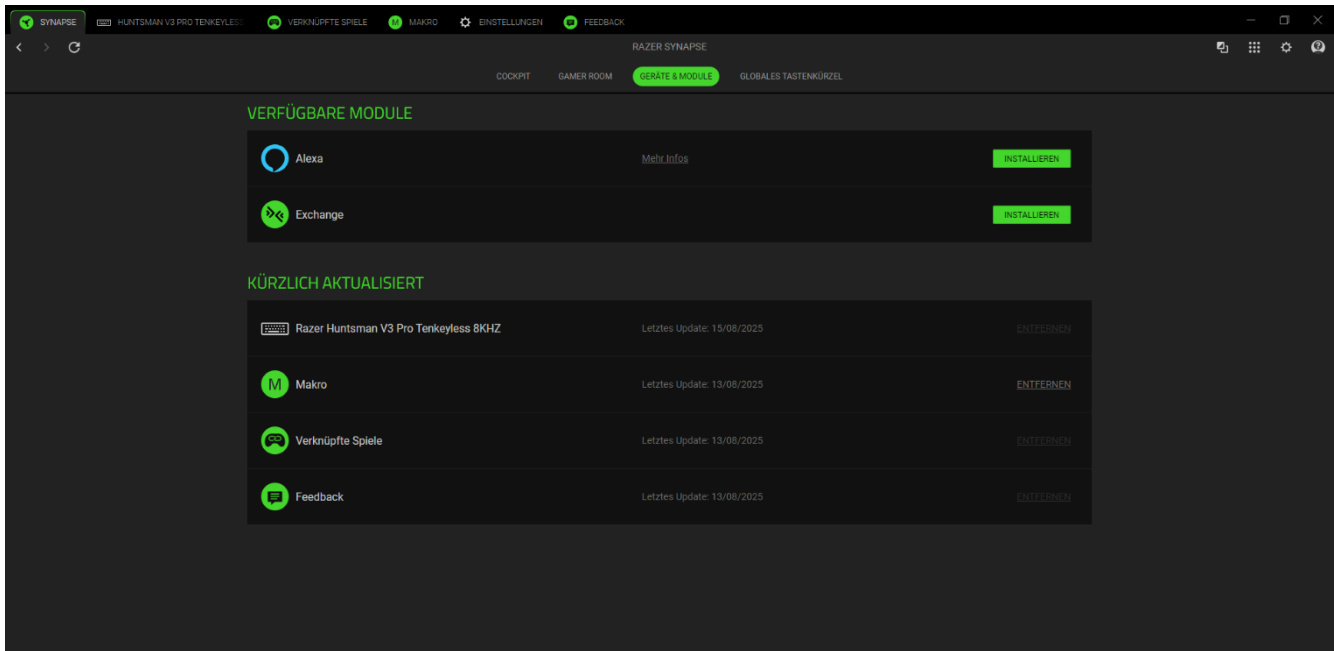 SYNAPSE HUNTSMAN V3 PRO TENKEYLESS VERKNÜPFTE SPIELE M MAKRO EINSTELLUNGEN FEEDBACK
RAZER SYNAPSE
COCKPIT GAMER ROOM GERÄTE & MODULE GLOBALES TASTENKÜRZEL
VERFÜGBARE MODULE
Alexa Mehr Infos INSTALLIEREN
Exchange INSTALLIEREN
KÜRZLICH AKTUALISIERT
Razer Huntsman V3 Pro Tenkeyless 8KHZ Letztes Update: 15/08/2025 ENTFERNEN
M Makro Letztes Update: 13/08/2025 ENTFERNEN
Verknüpfte Spiele Letztes Update: 13/08/2025 ENTFERNEN
Feedback Letztes Update: 13/08/2025 ENTFERNEN